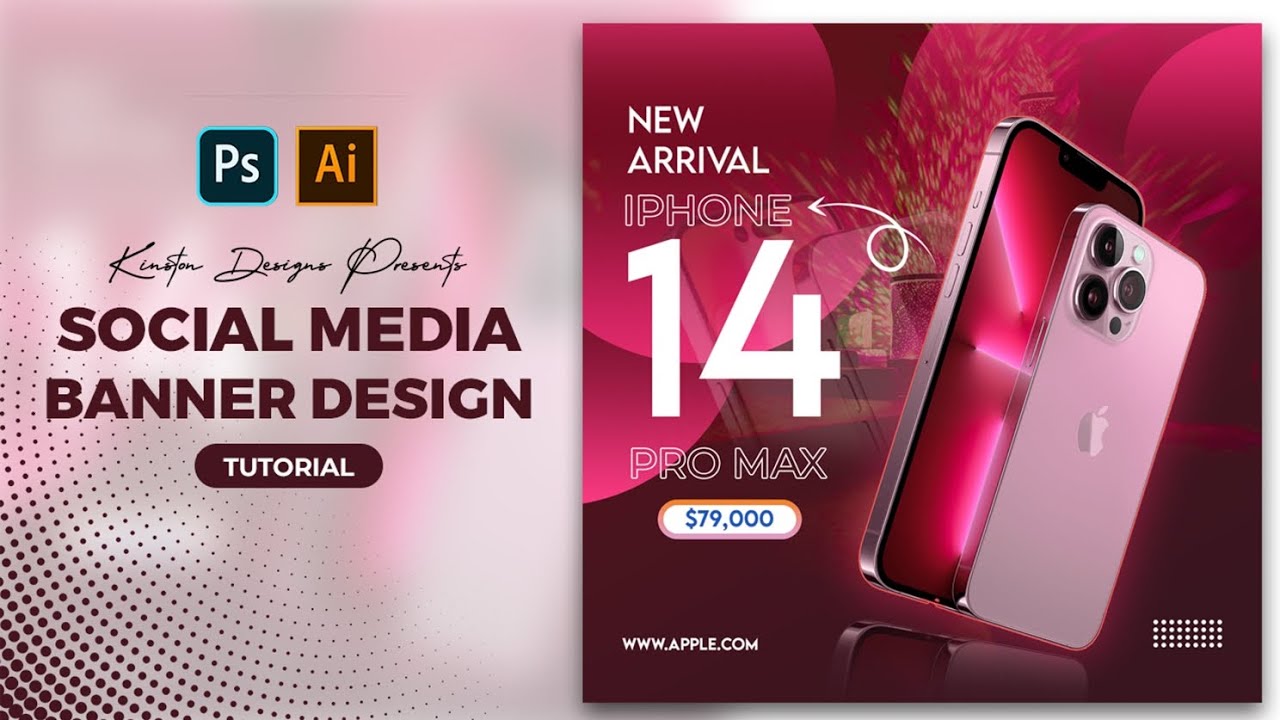 Ps Ai
Kinston Designs Presents
SOCIAL MEDIA
BANNER DESIGN
TUTORIAL
NEW
ARRIVAL
IPHONE
14
PRO MAX
$79,000
WWW.APPLE.COM